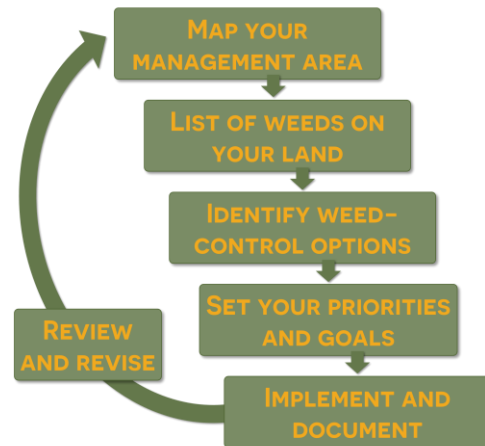 Map your
management area
List of weeds on
your land
Identify weed-
control options
Set your priorities
and goals
Review
and revise
Implement and
document